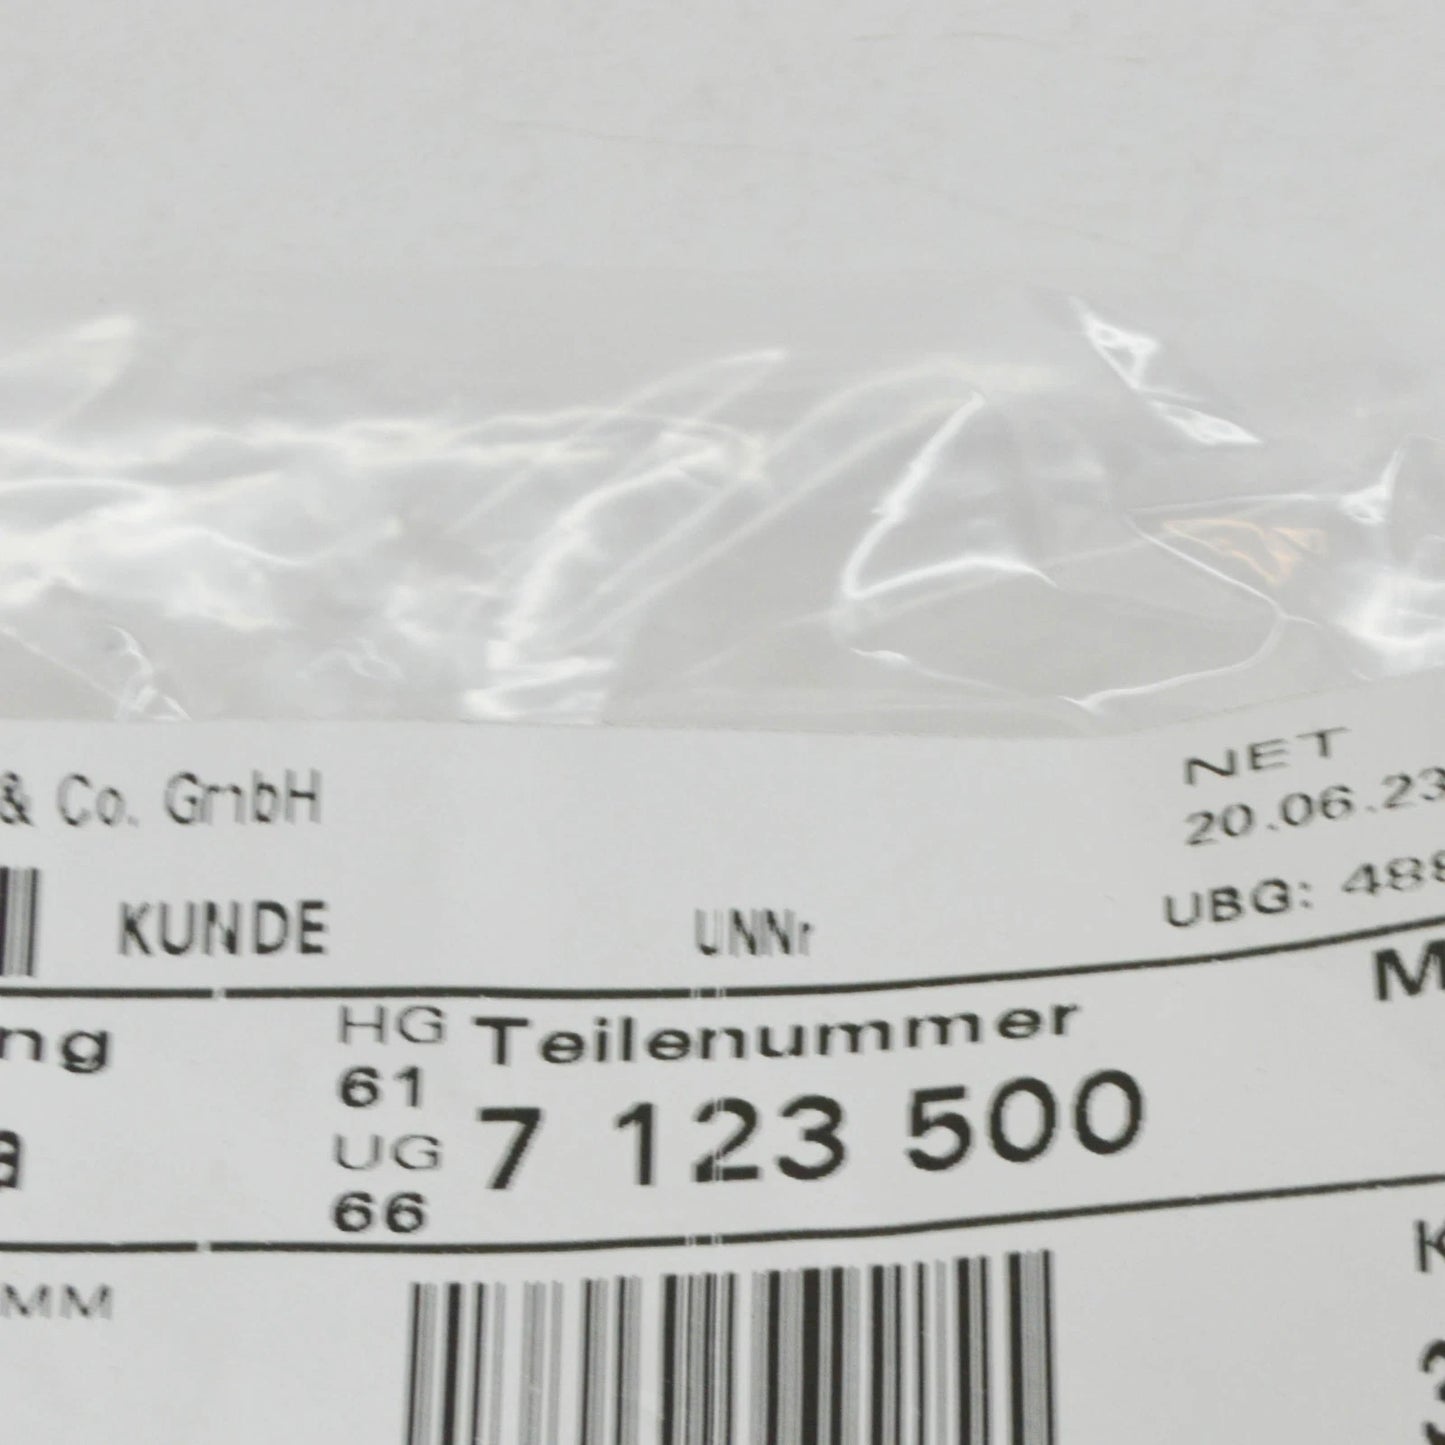 & Co. GmbH
NET
20.06.23
KUNDE
UNNr
UBG: 488
ng
HG
Teilenummer
M
61
7 123 500
a
UG
66
MM
K